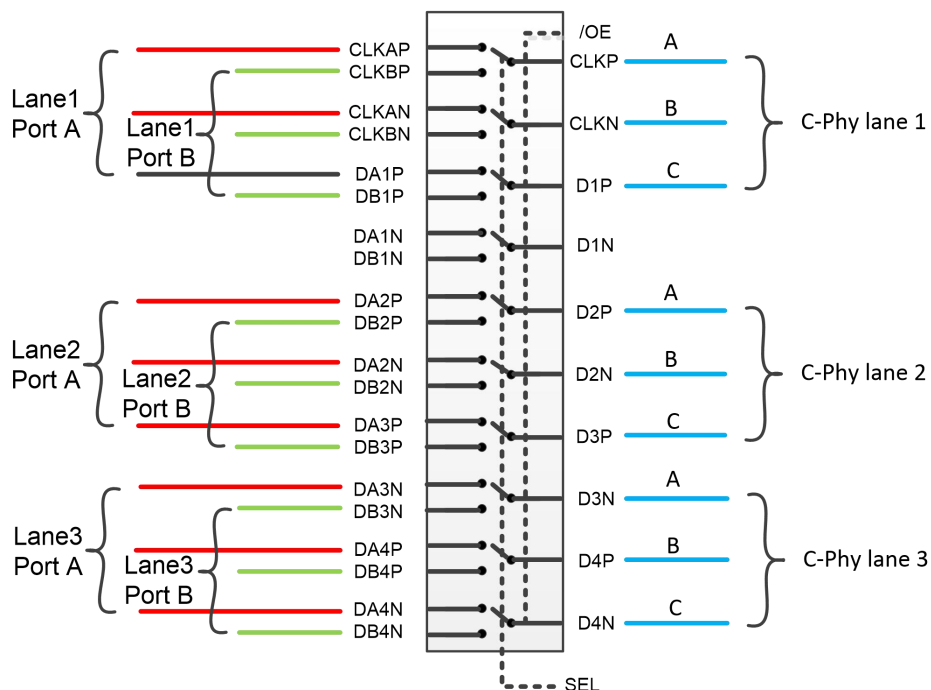 /OE
CLKAP
CLKBP
CLKAN
CLKBN
DA1P
DB1P
DA1N
DB1N
DA2P
DB2P
DA2N
DB2N
DA3P
DB3P
DA3N
DB3N
DA4P
DB4P
DA4N
DB4N
Lane1
Port A
Lane1
Port B
Lane2
Port A
Lane2
Port B
Lane3
Port A
Lane3
Port B
CLKP
A
CLKN
B
D1P
C
D1N
D2P
A
D2N
B
D3P
C
D3N
A
D4P
B
D4N
C
C-Phy lane 1
C-Phy lane 2
C-Phy lane 3
SEL